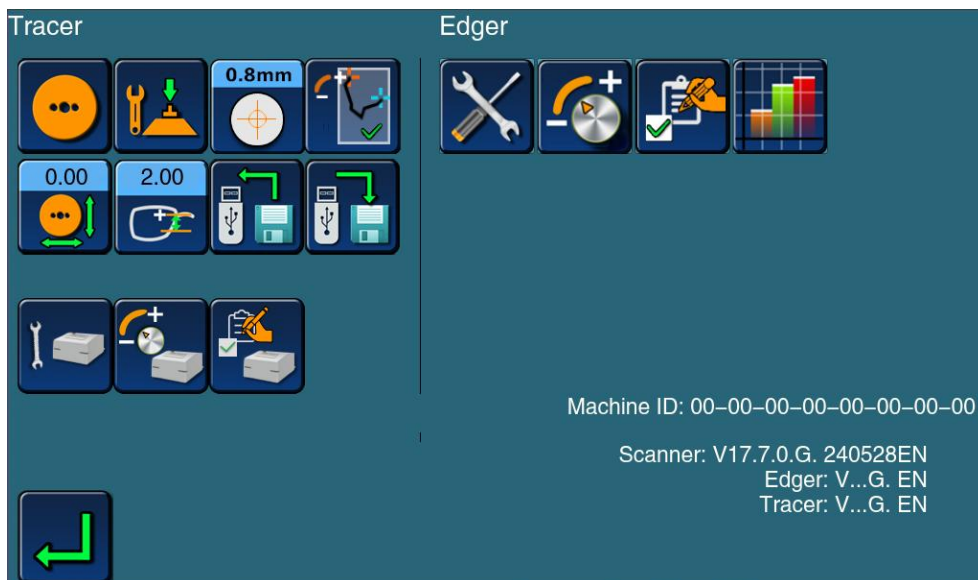 Tracer
Edger
0.8mm
0.00
2.00
Machine ID: 00–00–00–00–00–00–00–00
Scanner: V17.7.0.G. 240528EN
Edger: V...G. EN
Tracer: V...G. EN